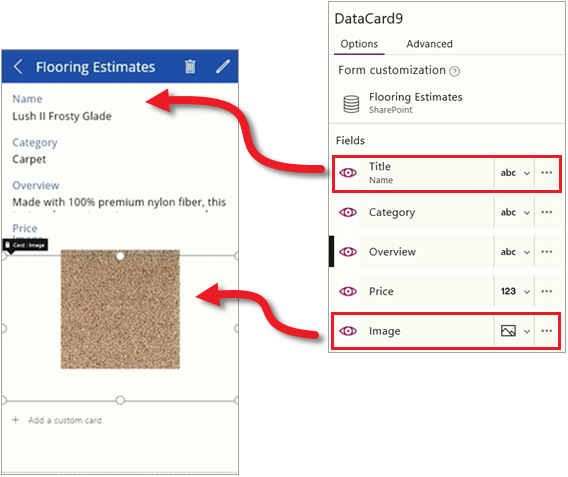 Flooring Estimates
Name
Lush II Frosty Glade
Category
Carpet
Overview
Made with 100% premium nylon fiber, this
Price
Card : Image
+ Add a custom card
DataCard9
Options
Advanced
Form customization
Flooring Estimates
SharePoint
Fields
Title
Name
abc
Category
abc
Overview
abc
Price
123
Image